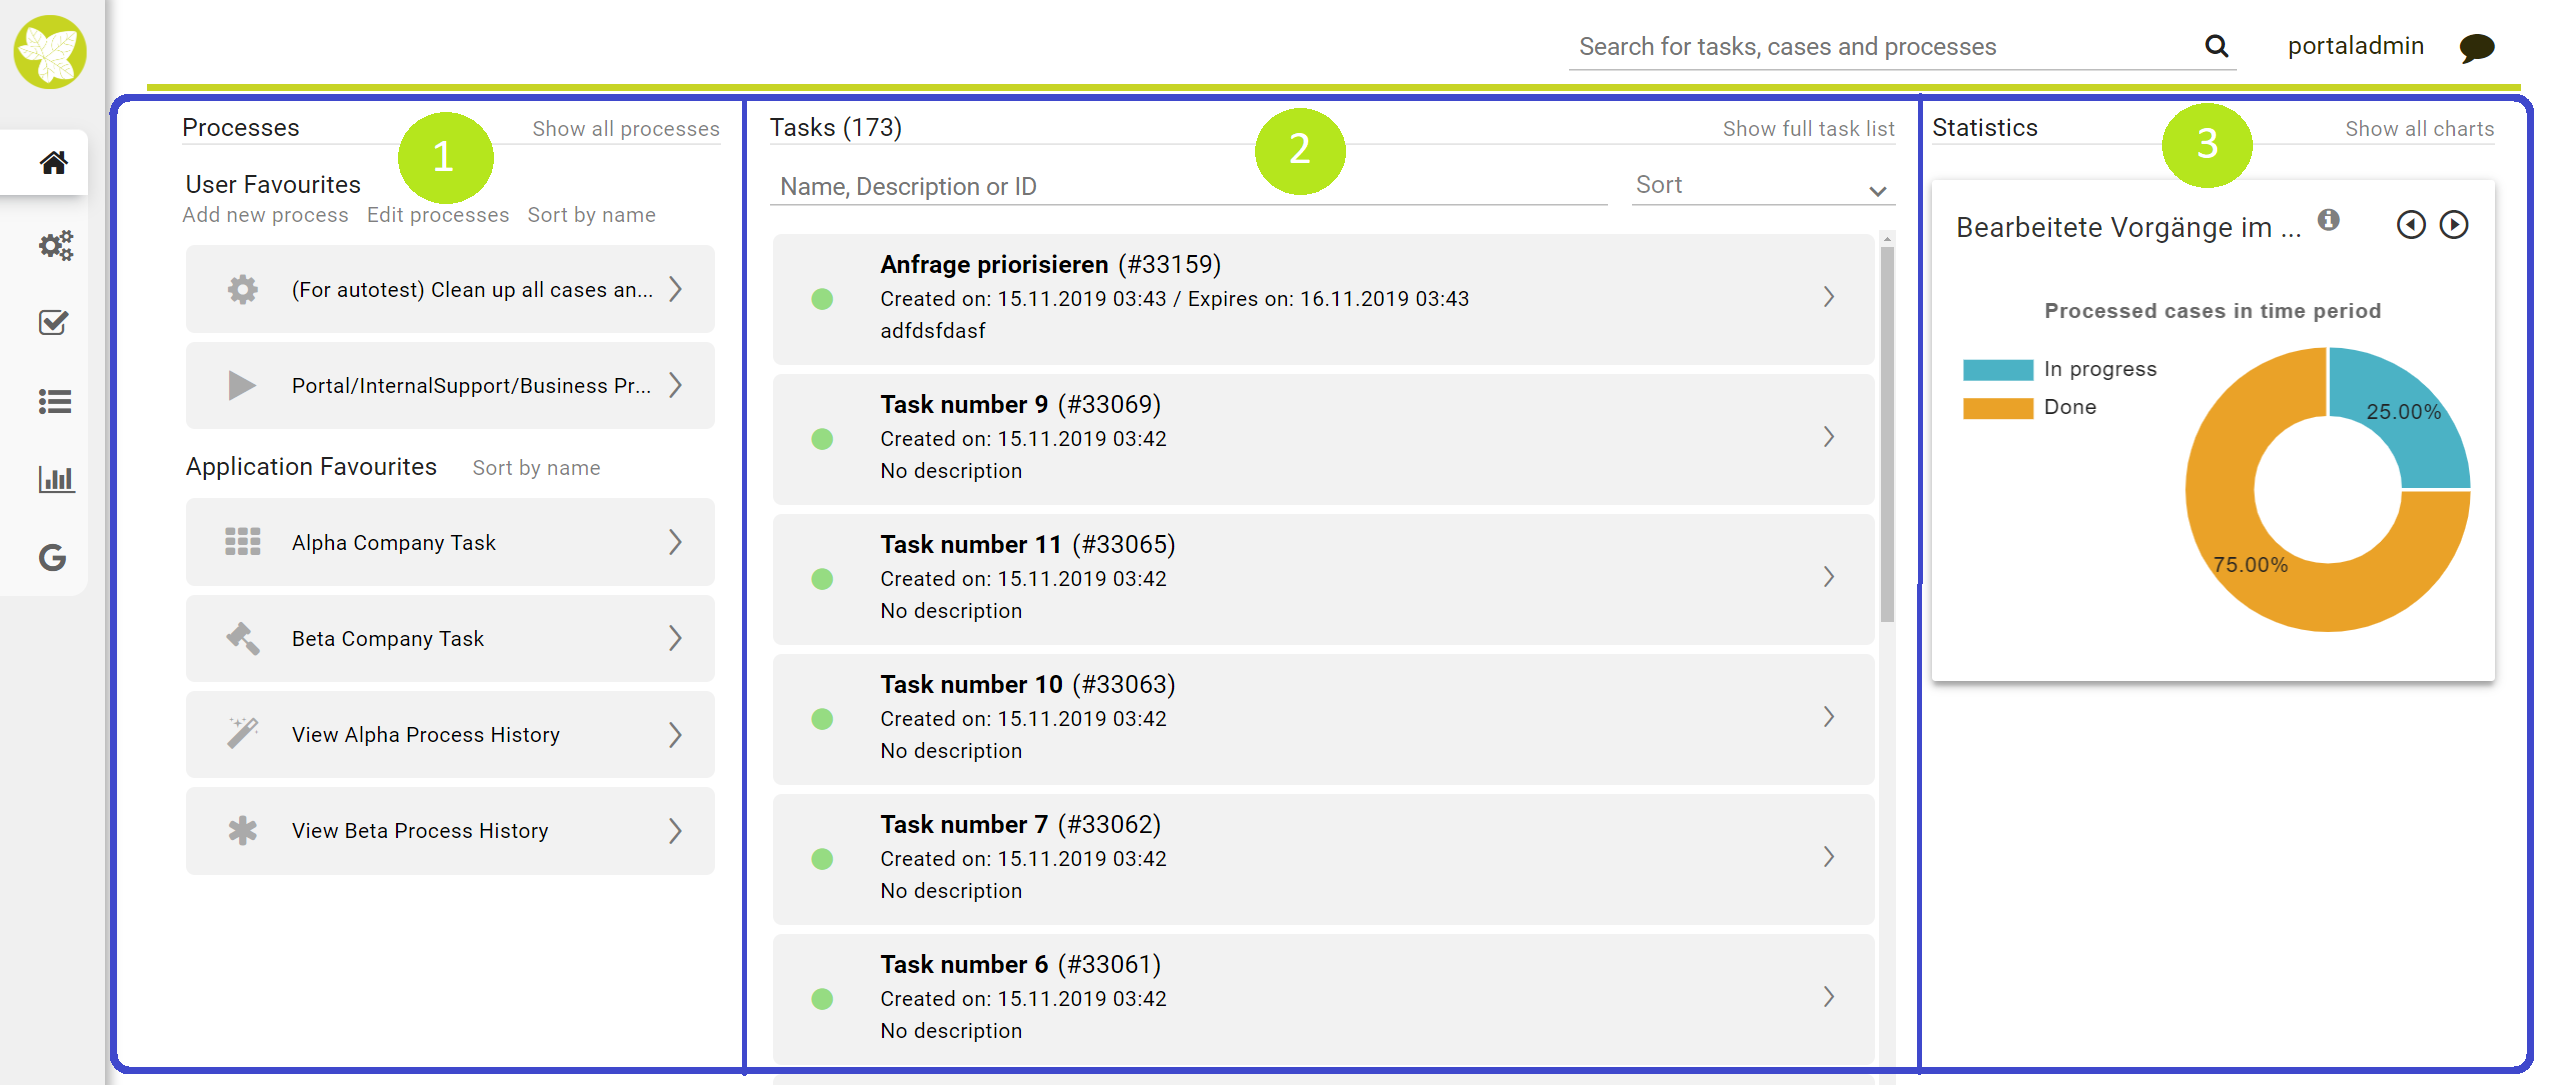 Search for tasks, cases and processes
portaladmin
Processes
1
Show all processes
User Favourites
Add new process Edit processes Sort by name
(For autotest) Clean up all cases an...
Portal/InternalSupport/Business Pr...
Application Favourites Sort by name
Alpha Company Task
Beta Company Task
View Alpha Process History
View Beta Process History
Tasks (173)
2
Show full task list
Name, Description or ID
Sort
Anfrage priorisieren (#33159)
Created on: 15.11.2019 03:43 / Expires on: 16.11.2019 03:43
adfdsfdasf
Task number 9 (#33069)
Created on: 15.11.2019 03:42
No description
Task number 11 (#33065)
Created on: 15.11.2019 03:42
No description
Task number 10 (#33063)
Created on: 15.11.2019 03:42
No description
Task number 7 (#33062)
Created on: 15.11.2019 03:42
No description
Task number 6 (#33061)
Created on: 15.11.2019 03:42
No description
Statistics
3
Show all charts
Bearbeitete Vorgänge im ...
Processed cases in time period
In progress
Done
25.00%
75.00%
G